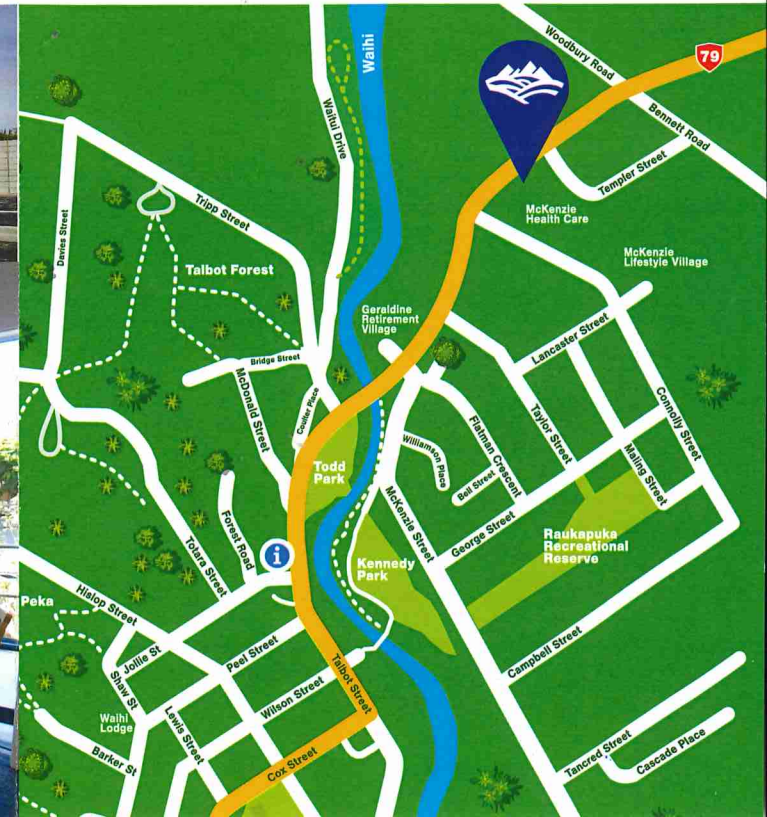 Woodbury Road
79
Waihi
Waitui Drive
Bennett Road
Templer Street
McKenzie
Health Care
Tripp Street
Davies Street
McKenzie
Lifestyle Village
Talbot Forest
Geraldine
Retirement
Village
Lancaster Street
Bridge Street
McDonald Street
Coulter Place
Connolly Street
Taylor Street
Flatman Crescent
Williamson Place
Maling Street
Todd
Park
Bell Street
McKenzie Street
George Street
Raukapuka
Recreational
Reserve
Forest Road
Totara Street
i
Kennedy
Park
Peka
Hislop Street
Jollie St
Peel Street
Campbell Street
Shaw St
Talbot Street
Wilson Street
Lewis Street
Waihi
Lodge
Barker St
Cox Street
Tancred Street
Cascade Place